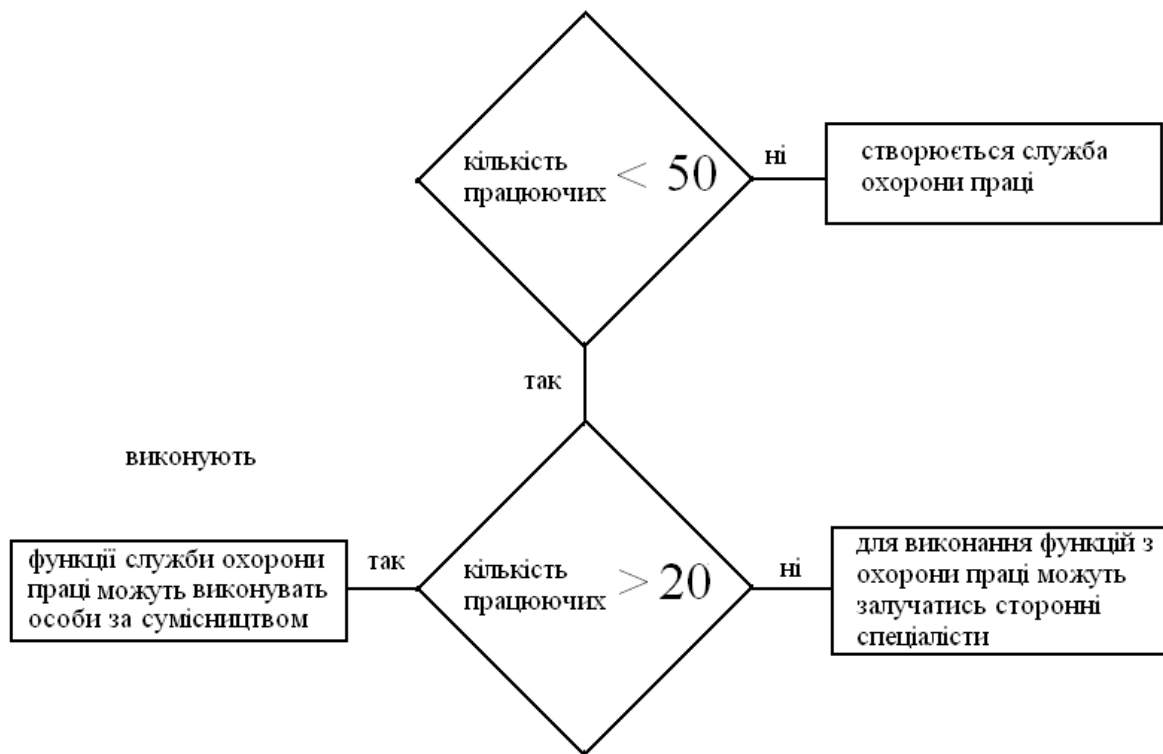 кількість
працюючих < 50
ні
створюється служба
охорони праці
так
виконують
функції служби охорони
праці можуть виконувать
особи за сумісництвом
так
кількість
працюючих > 20
ні
для виконання функцій з
охорони праці можуть
залучатись сторонні
спеціалісти